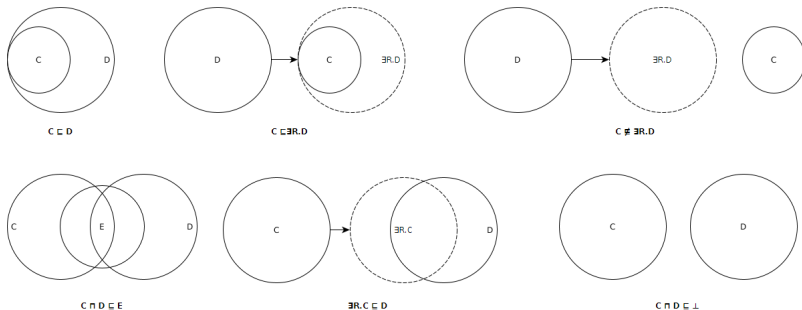 C D D C ∃R.D D ∃R.D C
C ⊑ D C ⊑∃R.D C ⋢ ∃R.D
C E D C ∃R.C D C D
C ⊓ D ⊑ E ∃R.C ⊑ D C ⊓ D ⊑ ⊥